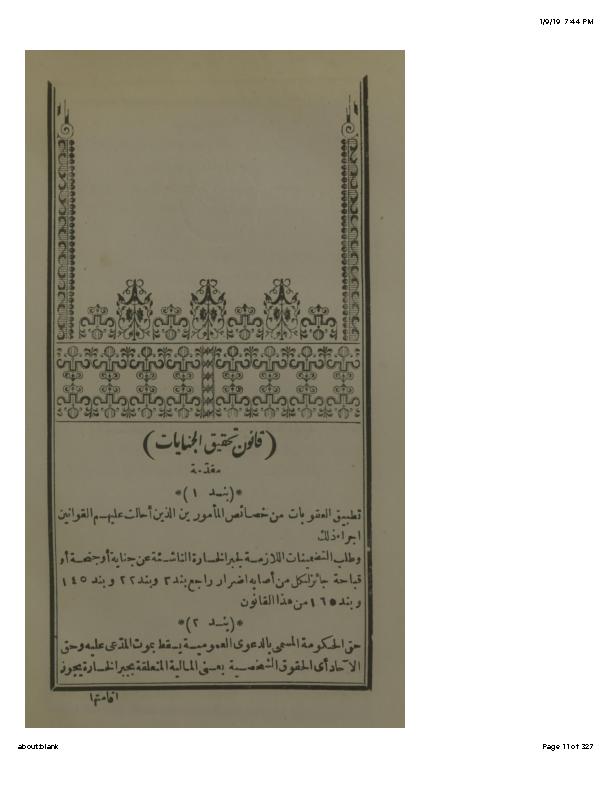 1/9/19 7:44 PM
(قانون تحقيق الجنايات)
مقدمة
*(بند ١)*
تطبيق العقوبات من خصائص المأمورين الذين أحالت عليهم القوانين
اجراء ذلك
وطلب التضمينات اللازمة لجبر الخسارة الناشئة عن جناية أو جنحة أو
قباحة جائز لكل من أصابه اضرار راجع بند ٣ وبند ٢٢ وبند ١٤٥
وبند ١٦٥ من هذا القانون
*(بند ٢)*
حق الحكومة المسمى بالدعوى العمومية يسقط بموت المدّعى عليه وحق
الآحاد أى الحقوق الشخصية بعنى المالية المتعلقة بجبر الخسارة يجوز
اقامتها
about:blank
Page 11 of 327